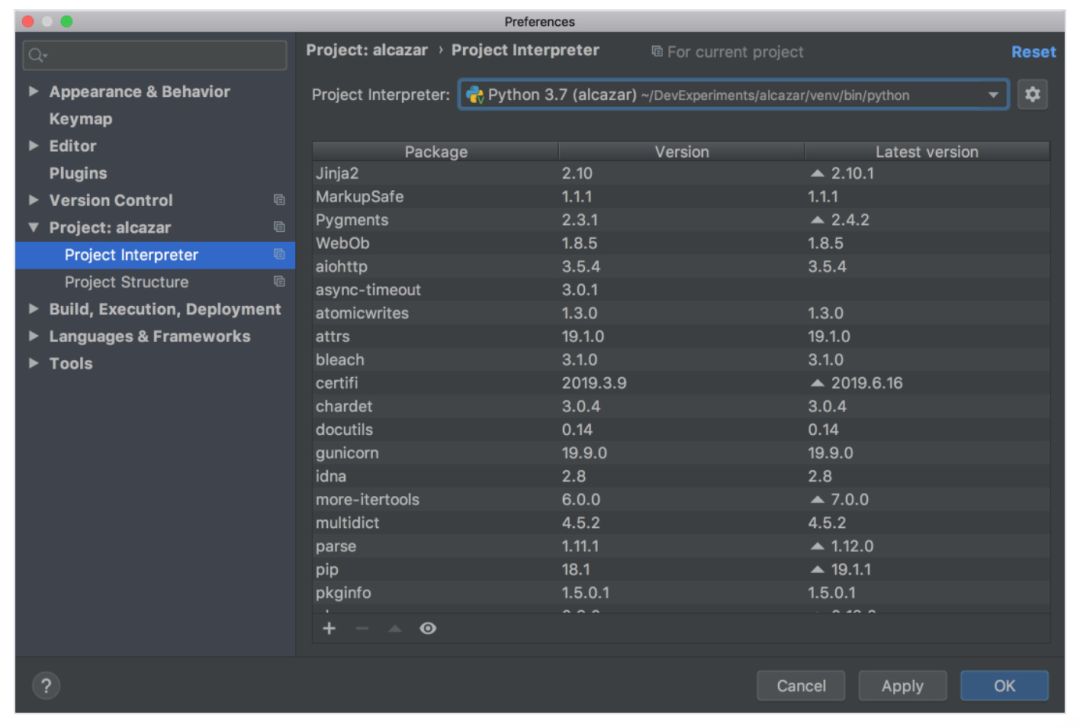 Preferences
Project: alcazar › Project Interpreter
For current project
Reset
Appearance & Behavior
Keymap
Editor
Plugins
Version Control
Project: alcazar
Project Interpreter
Project Structure
Build, Execution, Deployment
Languages & Frameworks
Tools
Project Interpreter: Python 3.7 (alcazar) ~/DevExperiments/alcazar/venv/bin/python
Package Version Latest version
Jinja2 2.10 ▲ 2.10.1
MarkupSafe 1.1.1 1.1.1
Pygments 2.3.1 ▲ 2.4.2
WebOb 1.8.5 1.8.5
aiohttp 3.5.4 3.5.4
async-timeout 3.0.1
atomicwrites 1.3.0 1.3.0
attrs 19.1.0 19.1.0
bleach 3.1.0 3.1.0
certifi 2019.3.9 ▲ 2019.6.16
chardet 3.0.4 3.0.4
docutils 0.14 0.14
gunicorn 19.9.0 19.9.0
idna 2.8 2.8
more-itertools 6.0.0 ▲ 7.0.0
multidict 4.5.2 4.5.2
parse 1.11.1 ▲ 1.12.0
pip 18.1 ▲ 19.1.1
pkginfo 1.5.0.1 1.5.0.1
?
Cancel Apply OK